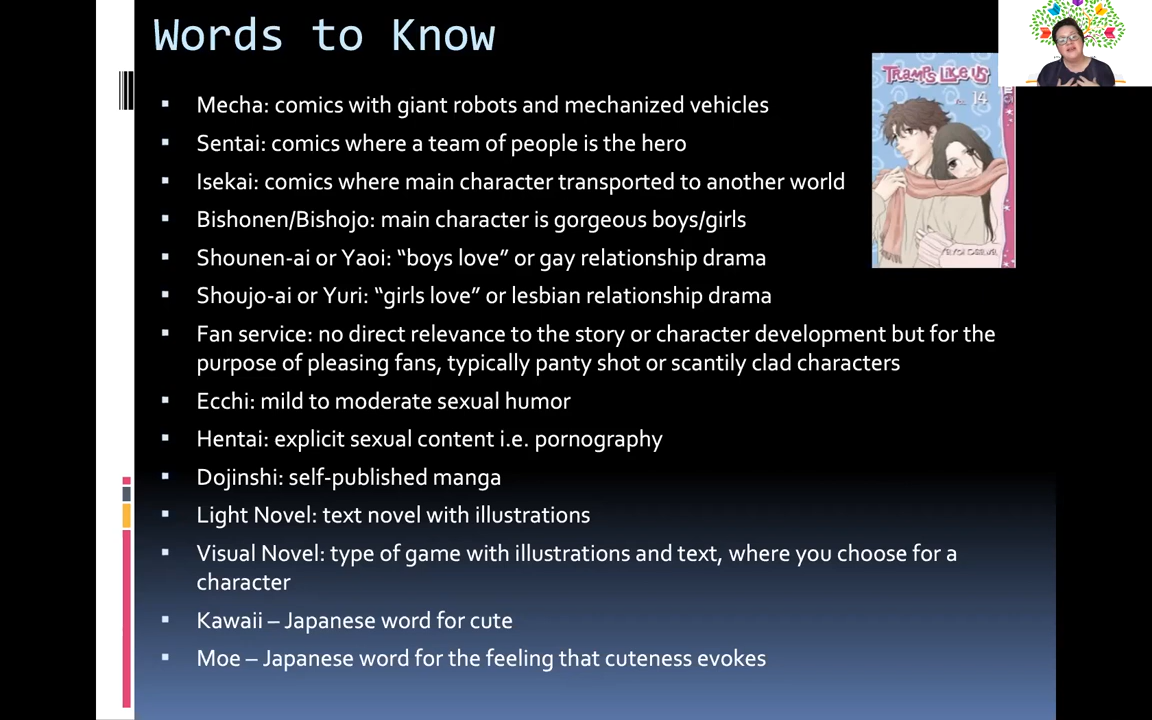 Words to Know
TRAMPS LIKE US
14
Mecha: comics with giant robots and mechanized vehicles
Sentai: comics where a team of people is the hero
Isekai: comics where main character transported to another world
Bishonen/Bishojo: main character is gorgeous boys/girls
Shounen-ai or Yaoi: “boys love” or gay relationship drama
Shoujo-ai or Yuri: “girls love” or lesbian relationship drama
Fan service: no direct relevance to the story or character development but for the
purpose of pleasing fans, typically panty shot or scantily clad characters
Ecchi: mild to moderate sexual humor
Hentai: explicit sexual content i.e. pornography
Dojinshi: self-published manga
Light Novel: text novel with illustrations
Visual Novel: type of game with illustrations and text, where you choose for a
character
Kawaii – Japanese word for cute
Moe – Japanese word for the feeling that cuteness evokes